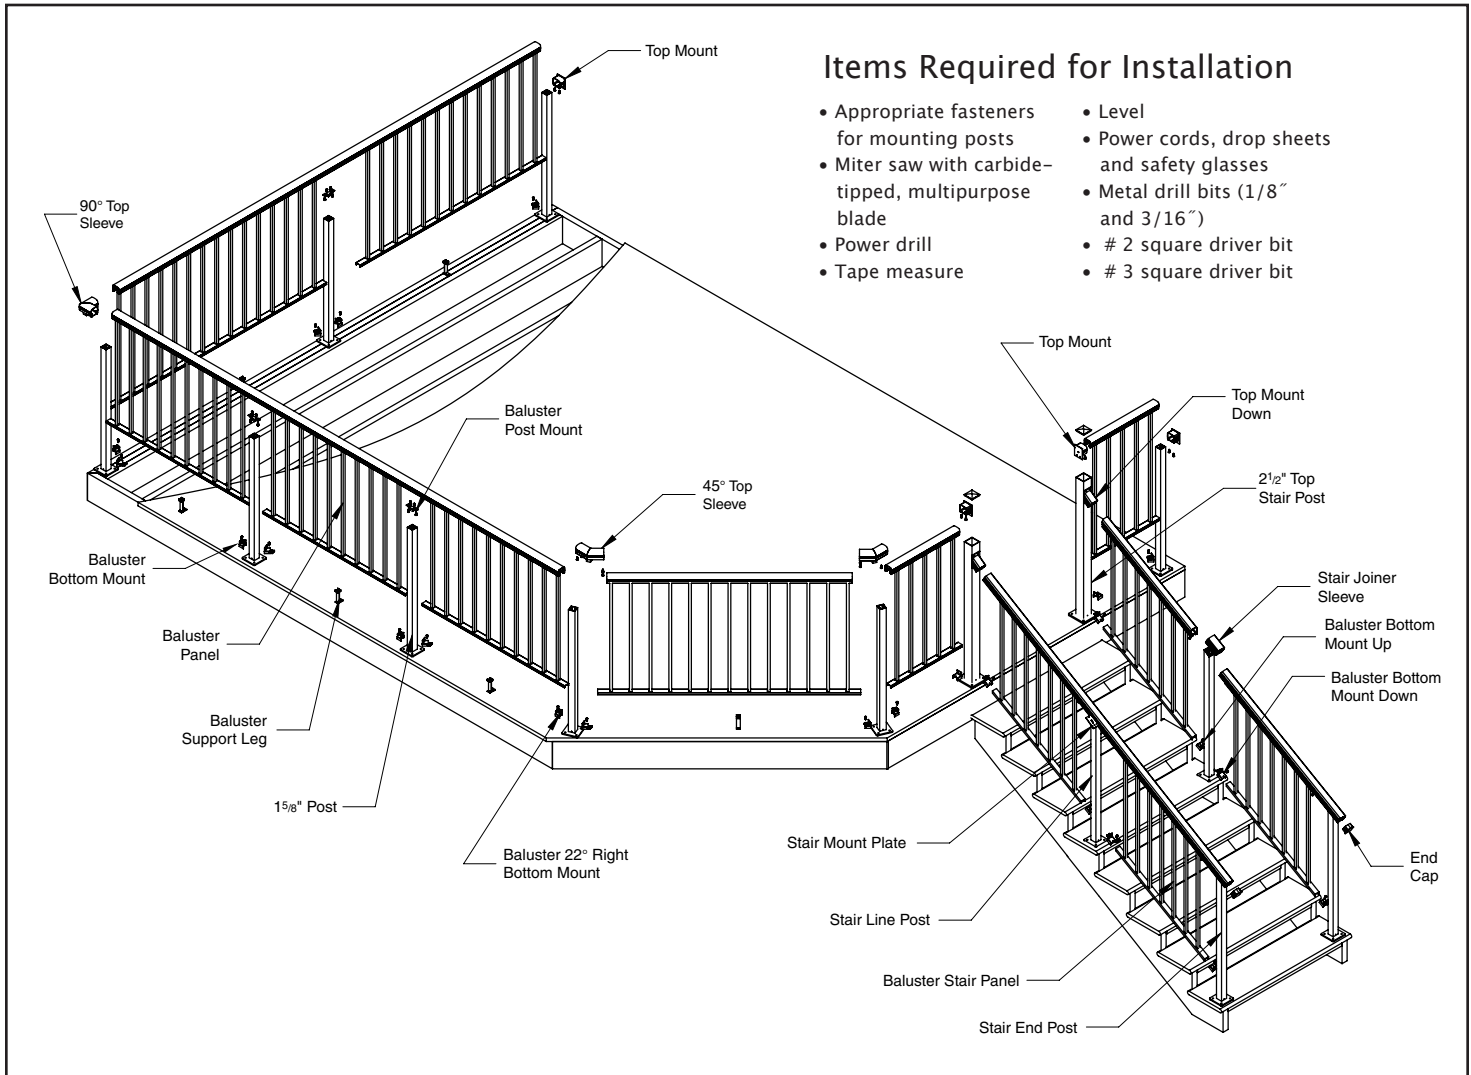 Top Mount
Items Required for Installation
• Appropriate fasteners
for mounting posts
• Miter saw with carbide-
tipped, multipurpose
blade
• Power drill
• Tape measure
• Level
• Power cords, drop sheets
and safety glasses
• Metal drill bits (1/8˝
and 3/16˝)
• # 2 square driver bit
• # 3 square driver bit
90° Top
Sleeve
Top Mount
Top Mount
Down
Baluster
Post Mount
2 1/2" Top
Stair Post
45° Top
Sleeve
Baluster
Bottom Mount
Stair Joiner
Sleeve
Baluster Bottom
Mount Up
Baluster
Panel
Baluster Bottom
Mount Down
Baluster
Support Leg
1 5/8" Post
Baluster 22° Right
Bottom Mount
Stair Mount Plate
End
Cap
Stair Line Post
Baluster Stair Panel
Stair End Post